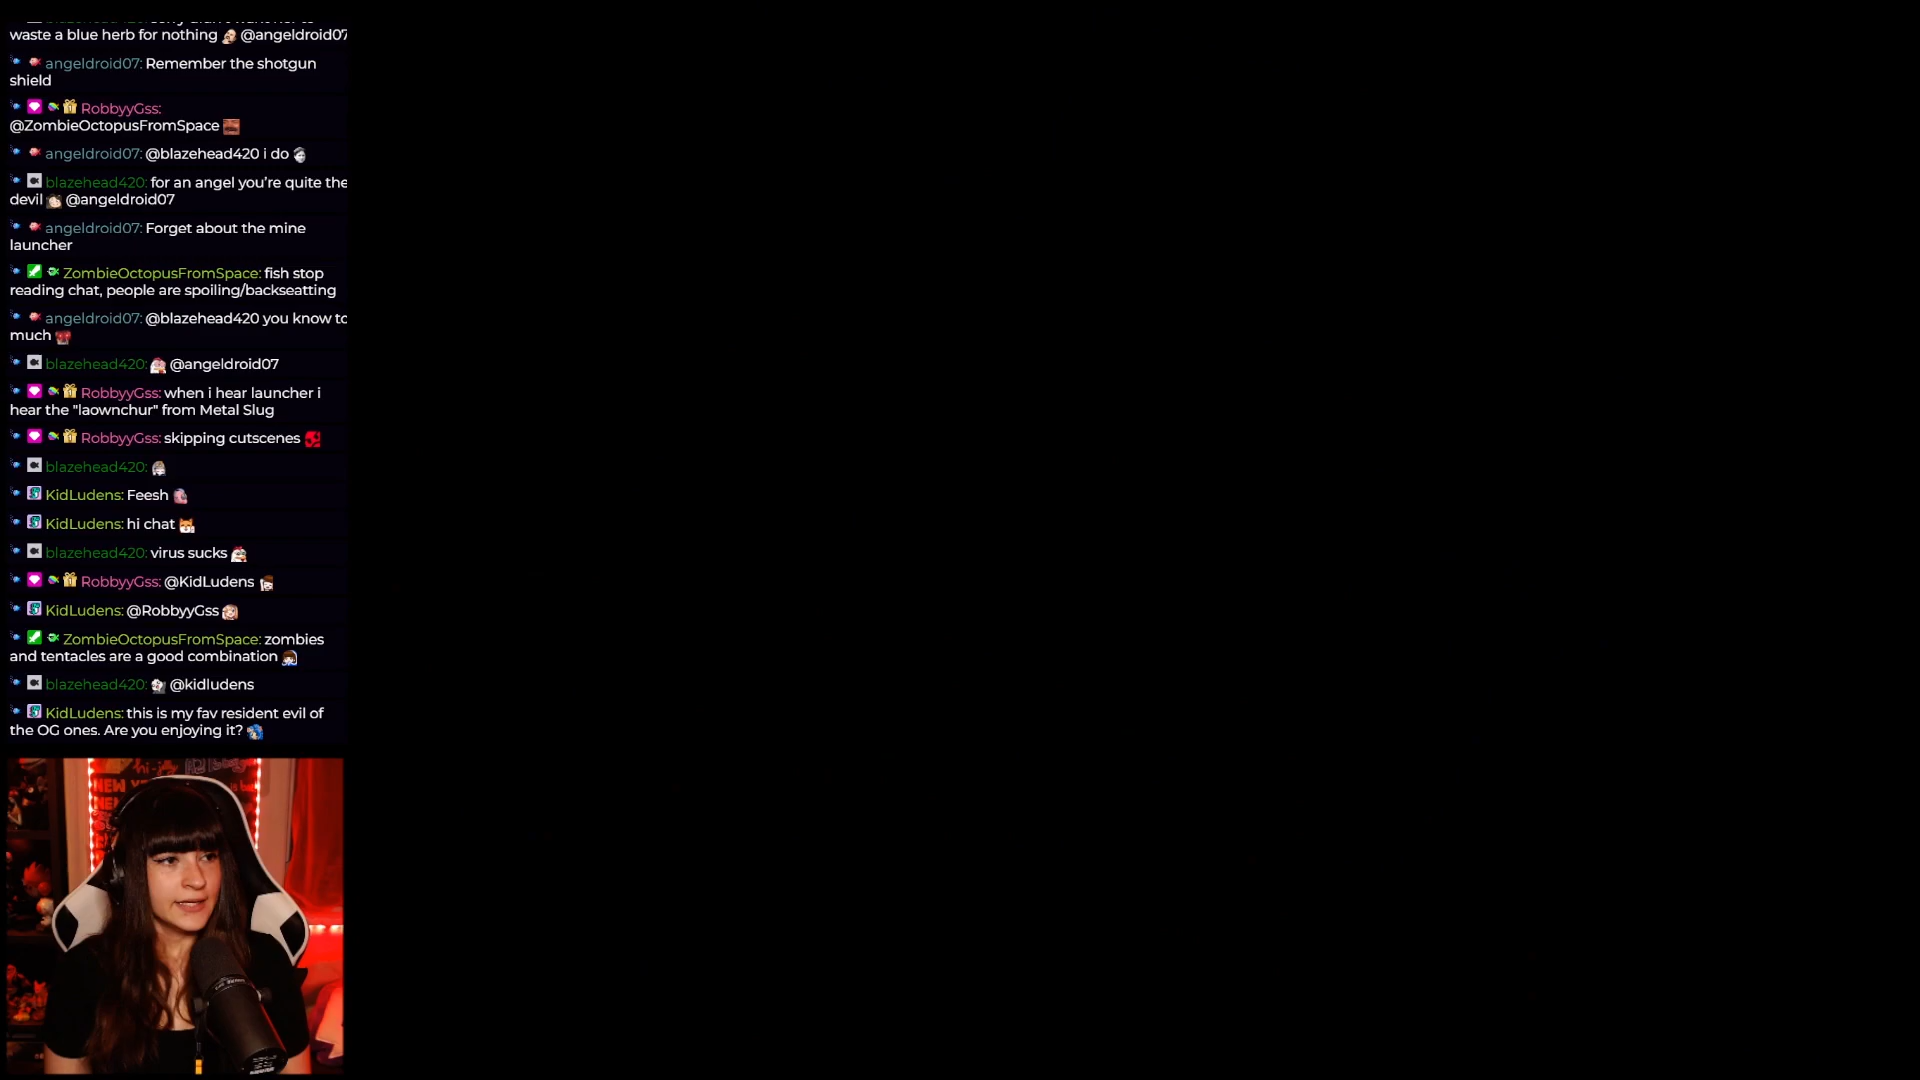 waste a blue herb for nothing @angeldroid07
angeldroid07: Remember the shotgun
shield
RobbyyGss:
@ZombieOctopusFromSpace
angeldroid07: @blazehead420 i do
blazehead420: for an angel you're quite the
devil @angeldroid07
angeldroid07: Forget about the mine
launcher
ZombieOctopusFromSpace: fish stop
reading chat, people are spoiling/backseatting
angeldroid07: @blazehead420 you know to
much
blazehead420: @angeldroid07
RobbyyGss: when i hear launcher i
hear the "laownchur" from Metal Slug
RobbyyGss: skipping cutscenes
blazehead420:
KidLudens: Feesh
KidLudens: hi chat
blazehead420: virus sucks
RobbyyGss: @KidLudens
KidLudens: @RobbyyGss
ZombieOctopusFromSpace: zombies
and tentacles are a good combination
blazehead420: @kidludens
KidLudens: this is my fav resident evil of
the OG ones. Are you enjoying it?
hi-
NEW